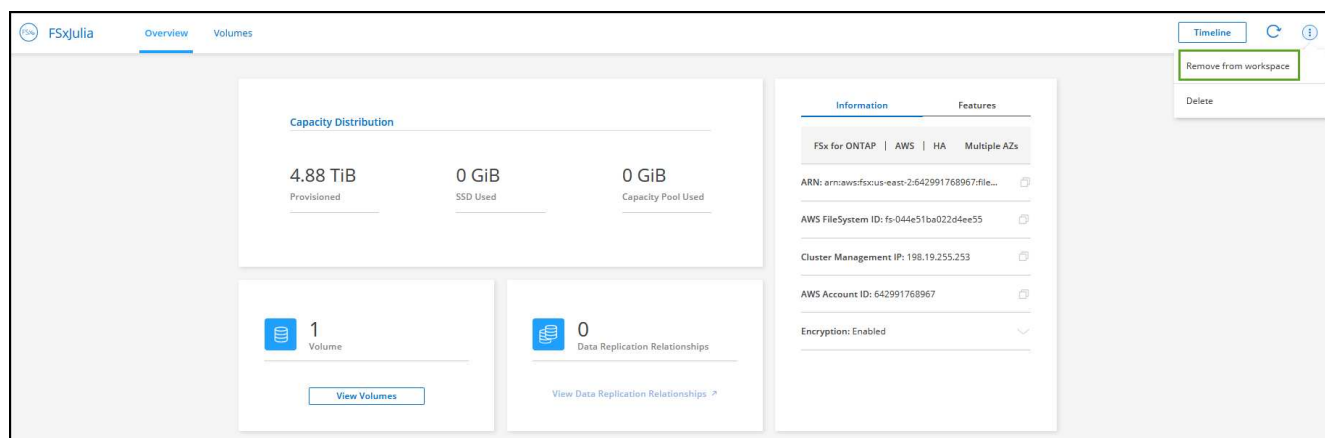 FSxN
FSxJulia
Overview
Volumes
Timeline
Remove from workspace
Delete
Capacity Distribution
4.88 TiB
0 GiB
0 GiB
Provisioned
SSD Used
Capacity Pool Used
1
Volume
View Volumes
0
Data Replication Relationships
View Data Replication Relationships
Information
Features
FSx for ONTAP | AWS | HA Multiple AZs
ARN: arn:aws:fsx:us-east-2:642991768967:file...
AWS FileSystem ID: fs-044e51ba022d4ee55
Cluster Management IP: 198.19.255.253
AWS Account ID: 642991768967
Encryption: Enabled